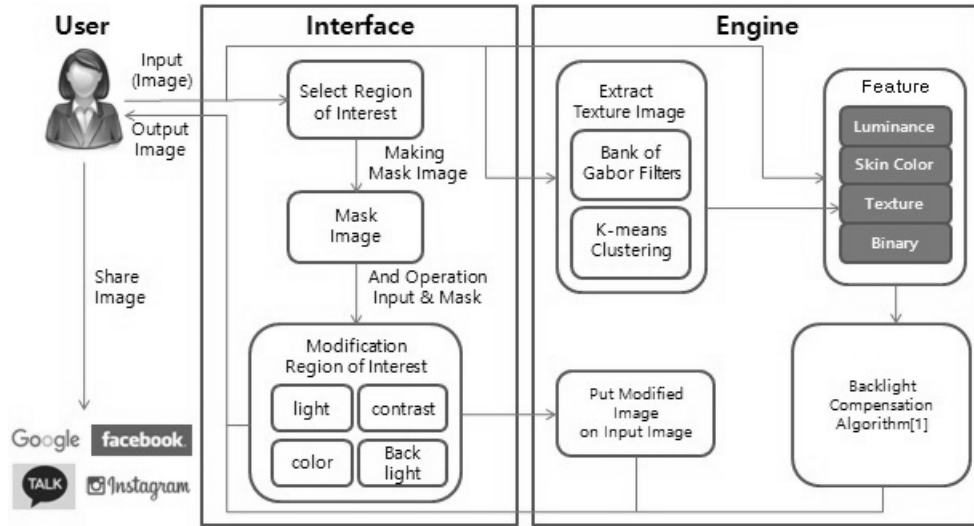 User
Interface
Engine
Input
(Image)
Output
Image
Share
Image
Google
facebook.
TALK
Instagram
Select Region
of Interest
Making
Mask Image
Mask
Image
And Operation
Input & Mask
Modification
Region of Interest
light
contrast
color
Back
light
Extract
Texture Image
Bank of
Gabor Filters
K-means
Clustering
Put Modified
Image
on Input Image
Feature
Luminance
Skin Color
Texture
Binary
Backlight
Compensation
Algorithm[1]